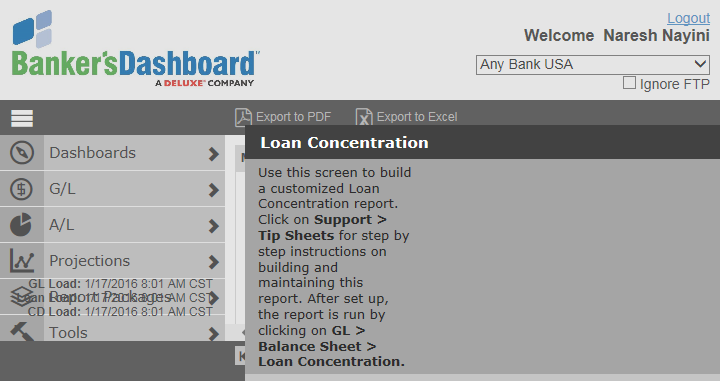 Logout
Welcome Naresh Nayini
Banker'sDashboard™
A DELUXE® COMPANY
Any Bank USA
Ignore FTP
Export to PDF
Export to Excel
Loan Concentration
Dashboards
G/L
A/L
Projections
GL Load: 1/17/2016 8:01 AM CST
Report Packages
Loan Load: 1/17/2016 8:01 AM CST
CD Load: 1/17/2016 8:01 AM CST
Tools
Use this screen to build
a customized Loan
Concentration report.
Click on Support >
Tip Sheets for step by
step instructions on
building and
maintaining this
report. After set up,
the report is run by
clicking on GL >
Balance Sheet >
Loan Concentration.